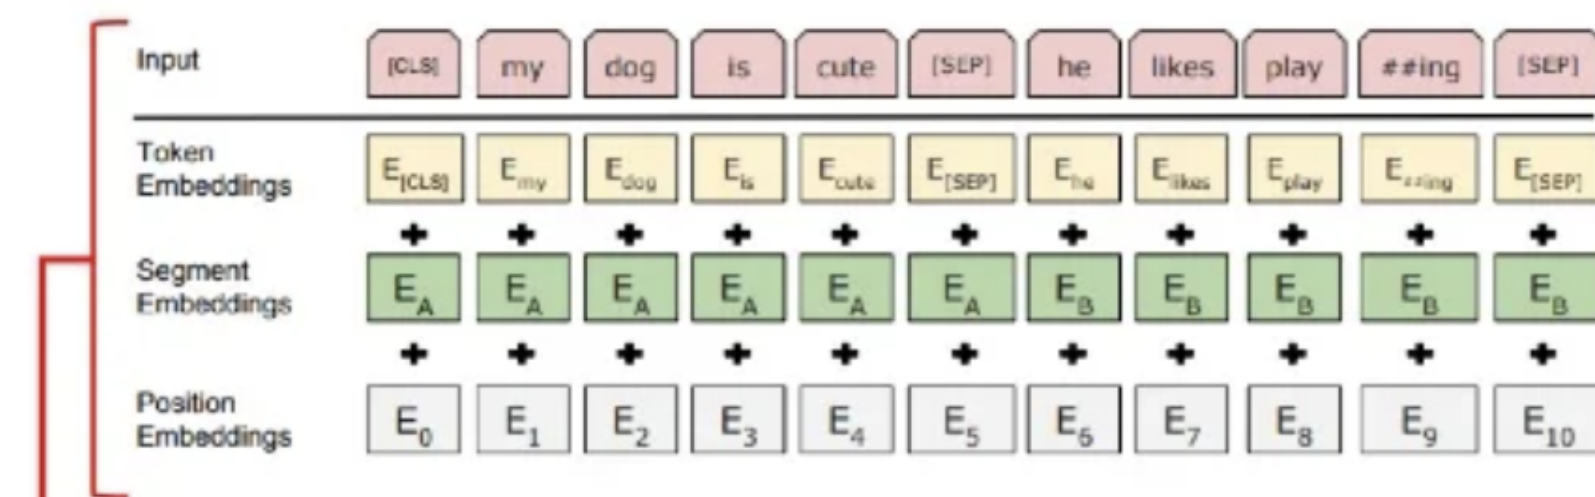 Input [CLS] my dog is cute [SEP] he likes play ##ing [SEP]
Token
Embeddings
E[CLS] Emy Edog Eis Ecute E[SEP] Ehe Elikes Eplay E##ing E[SEP]
+ + + + + + + + + + +
Segment
Embeddings
EA EA EA EA EA EA EB EB EB EB EB
+ + + + + + + + + + +
Position
Embeddings
E0 E1 E2 E3 E4 E5 E6 E7 E8 E9 E10